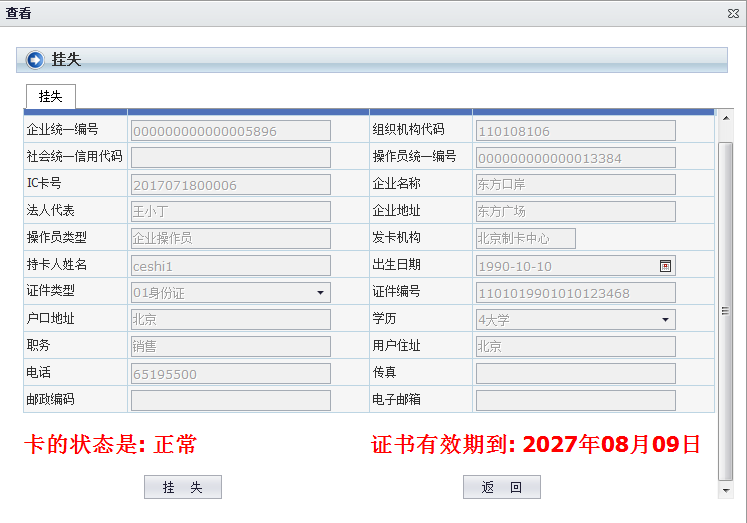 查看
挂失
挂失
企业统一编号 000000000000005896 组织机构代码 110108106
社会统一信用代码 操作员统一编号 000000000000013384
IC卡号 2017071800006 企业名称 东方口岸
法人代表 王小丁 企业地址 东方广场
操作员类型 企业操作员 发卡机构 北京制卡中心
持卡人姓名 ceshi1 出生日期 1990-10-10
证件类型 01身份证 证件编号 1101019901010123468
户口地址 北京 学历 4大学
职务 销售 用户住址 北京
电话 65195500 传真
邮政编码 电子邮箱
卡的状态是: 正常 证书有效期到: 2027年08月09日
挂 失 返 回